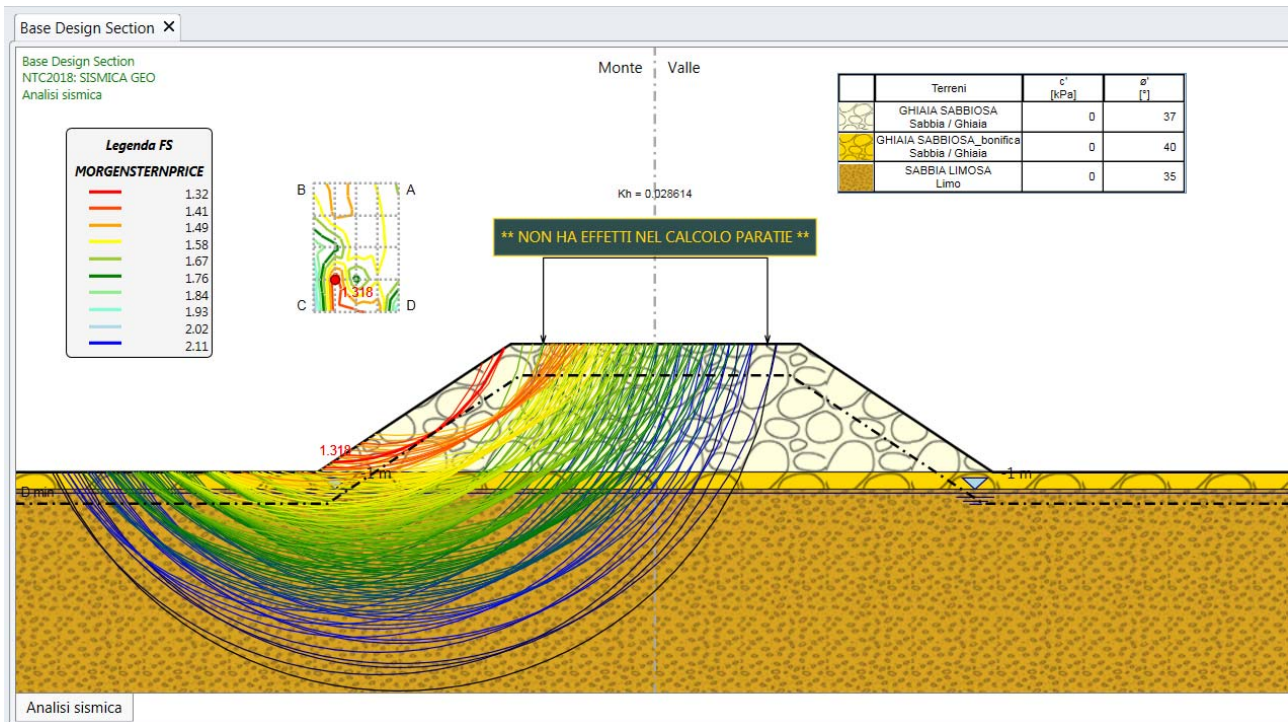 Base Design Section
Base Design Section
NTC2018: SISMICA GEO
Analisi sismica
Monte
Valle
Legenda FS
MORGENSTERNPRICE
1.32
1.41
1.49
1.58
1.67
1.76
1.84
1.93
2.02
2.11
B
A
1.318
C
D
Kh = 0.028614
** NON HA EFFETTI NEL CALCOLO PARATIE **
Terreni c' [kPa] ø' [°]
GHIAIA SABBIOSA
Sabbia / Ghiaia 0 37
GHIAIA SABBIOSA_bonifica
Sabbia / Ghiaia 0 40
SABBIA LIMOSA
Limo 0 35
1.318
-1 m
-1 m
D min
Analisi sismica